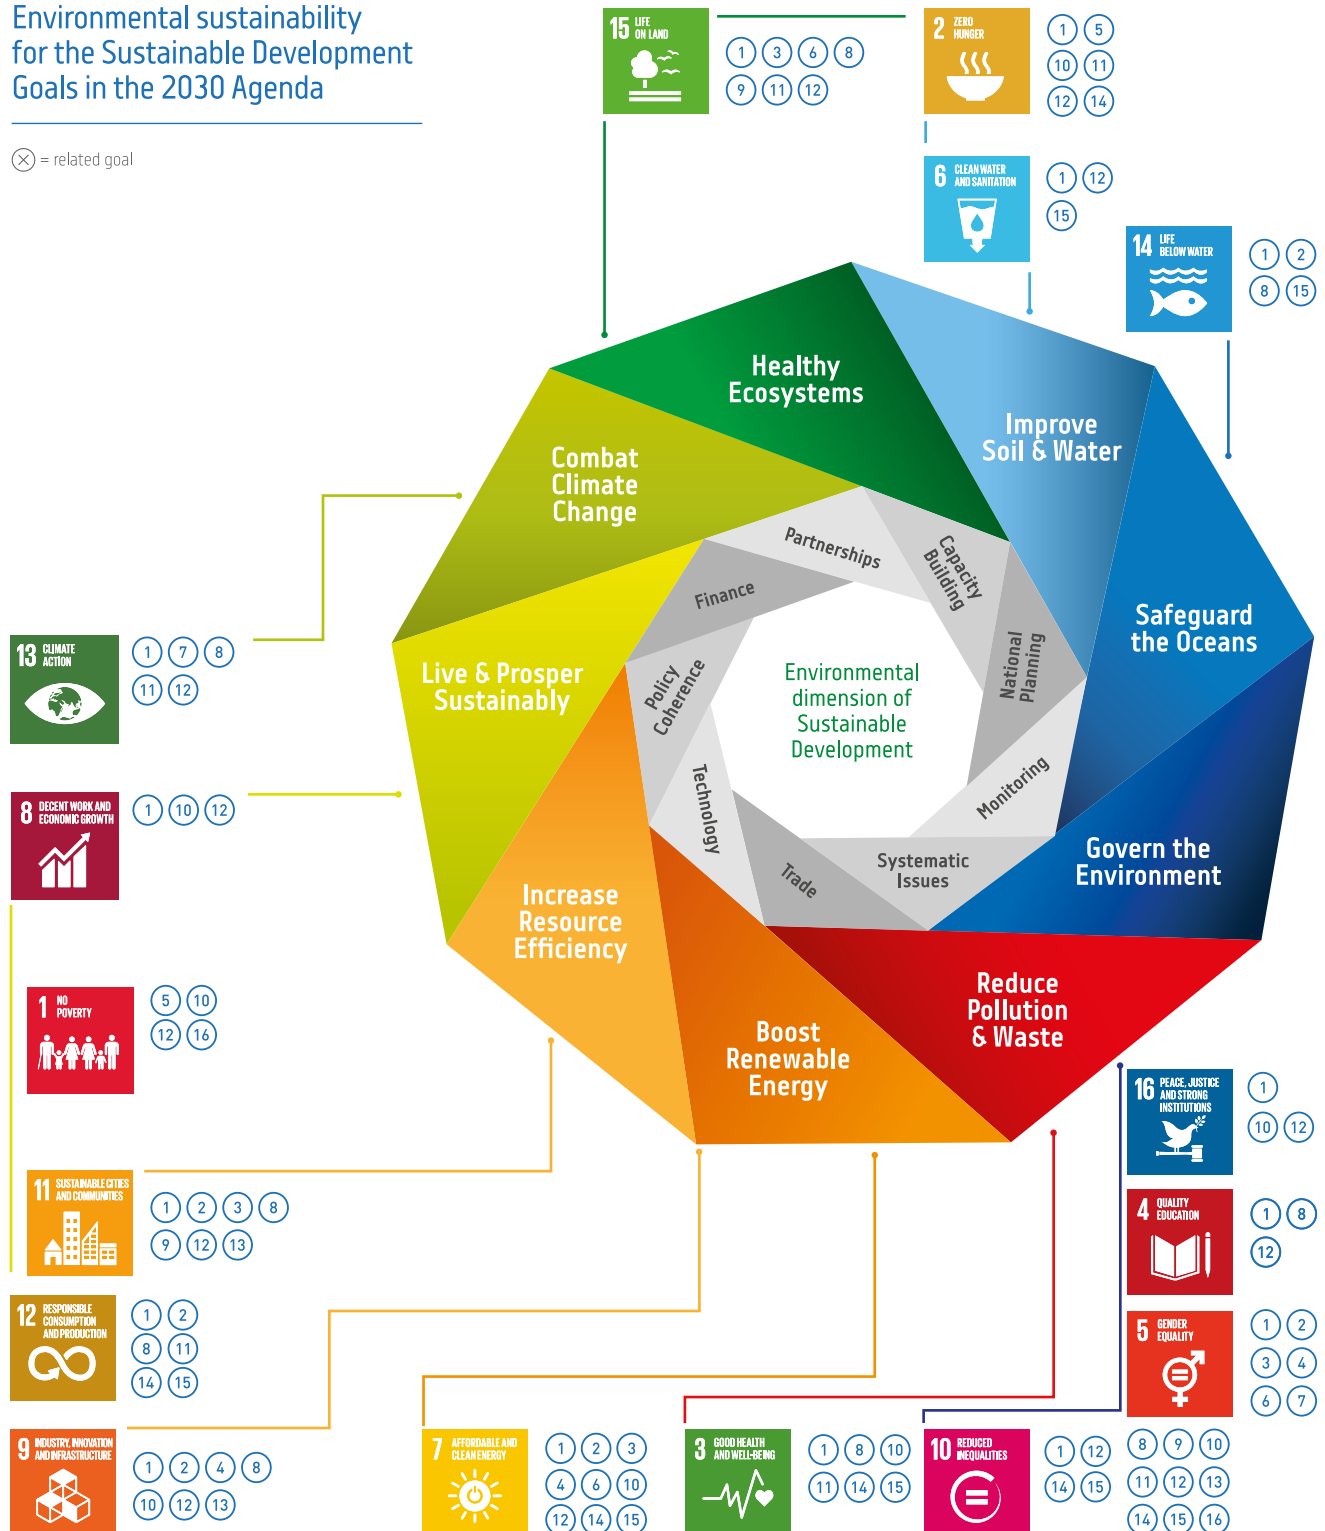 Environmental sustainability
for the Sustainable Development
Goals in the 2030 Agenda
= related goal
15 LIFE
ON LAND
1 3 6 8
9 11 12
2 ZERO
HUNGER
1 5
10 11
12 14
6 CLEAN WATER
AND SANITATION
1 12
15
14 LIFE
BELOW WATER
1 2
8 15
Healthy
Ecosystems
Improve
Soil & Water
Combat
Climate
Change
Safeguard
the Oceans
Live & Prosper
Sustainably
Govern the
Environment
Increase
Resource
Efficiency
Reduce
Pollution
& Waste
Boost
Renewable
Energy
Partnerships
Capacity
Building
Finance
National
Planning
Policy
Coherence
Monitoring
Technology
Systematic
Issues
Trade
Environmental
dimension of
Sustainable
Development
13 CLIMATE
ACTION
1 7 8
11 12
8 DECENT WORK AND
ECONOMIC GROWTH
1 10 12
1 NO
POVERTY
5 10
12 16
11 SUSTAINABLE CITIES
AND COMMUNITIES
1 2 3 8
9 12 13
12 RESPONSIBLE
CONSUMPTION
AND PRODUCTION
1 2
8 11
14 15
9 INDUSTRY, INNOVATION
AND INFRASTRUCTURE
1 2 4 8
10 12 13
7 AFFORDABLE AND
CLEAN ENERGY
1 2 3
4 6 10
12 14 15
3 GOOD HEALTH
AND WELL-BEING
1 8 10
11 14 15
10 REDUCED
INEQUALITIES
1 12
14 15
16 PEACE, JUSTICE
AND STRONG
INSTITUTIONS
1
10 12
4 QUALITY
EDUCATION
1 8
12
5 GENDER
EQUALITY
1 2
3 4
6 7
8 9 10
11 12 13
14 15 16